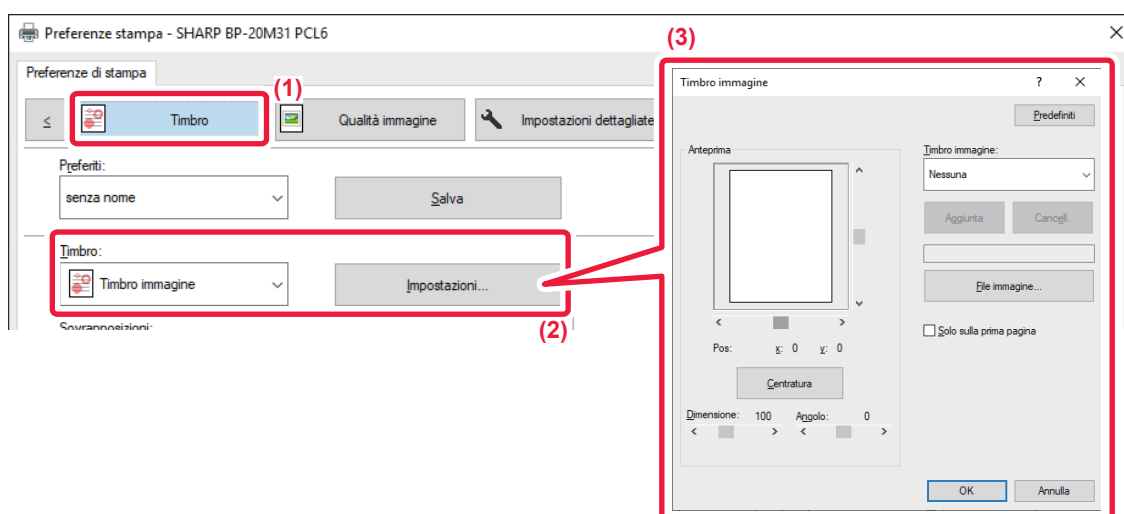 Preferenze stampa - SHARP BP-20M31 PCL6
(3)
Preferenze di stampa
(1)
≤ Timbro Qualità immagine Impostazioni dettagliate
Preferiti:
senza nome Salva
Timbro:
Timbro immagine Impostazioni...
(2)
Sovrapposizioni:
Timbro immagine ?
Predefiniti
Anteprima
Timbro immagine:
Nessuna
Aggiunta Cancell.
File immagine...
Solo sulla prima pagina
Pos: x: 0 y: 0
Centratura
Dimensione: 100 Angolo: 0
OK Annulla